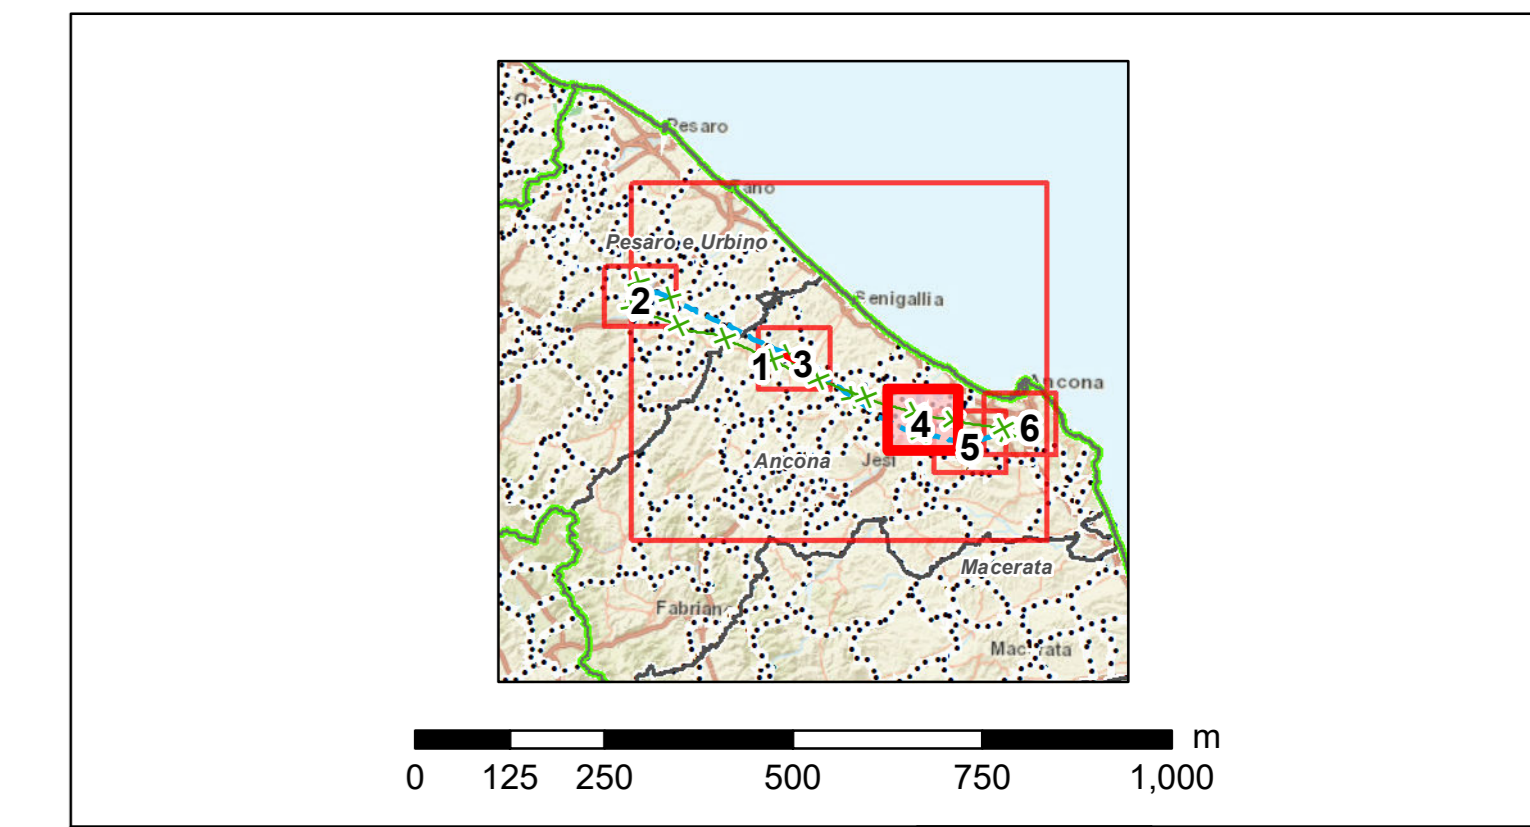 Pesaro
Fano
Pesaro e Urbino
2
Senigallia
1
3
Ancona
4
6
5
Ancona
Jesi
Macerata
Fabriano
Macerata
m
0 125 250 500 750 1,000